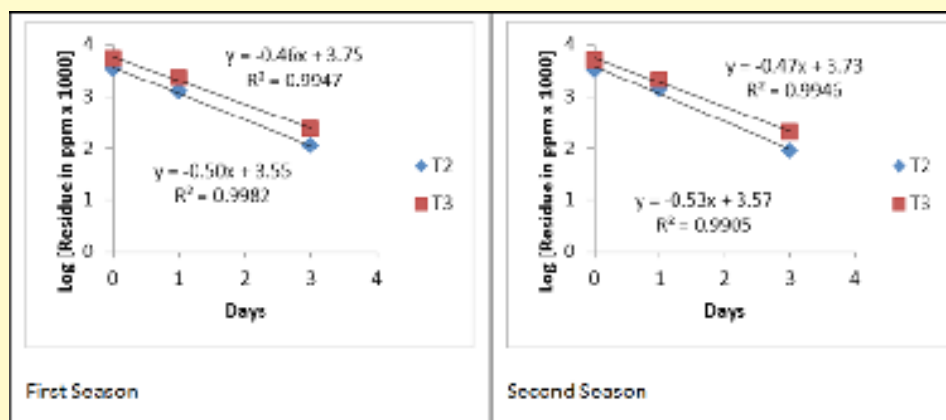 4
3
2
1
0
Log [Residue in ppm x 1000]
y = -0.46x + 3.75
R² = 0.9947
y = -0.50x + 3.55
R² = 0.9982
T2
T3
0 1 2 3 4
Days
First Season
4
3
2
1
0
Log [Residue in ppm x 1000]
y = -0.47x + 3.73
R² = 0.9946
y = -0.53x + 3.57
R² = 0.9905
T2
T3
0 1 2 3 4
Days
Second Season